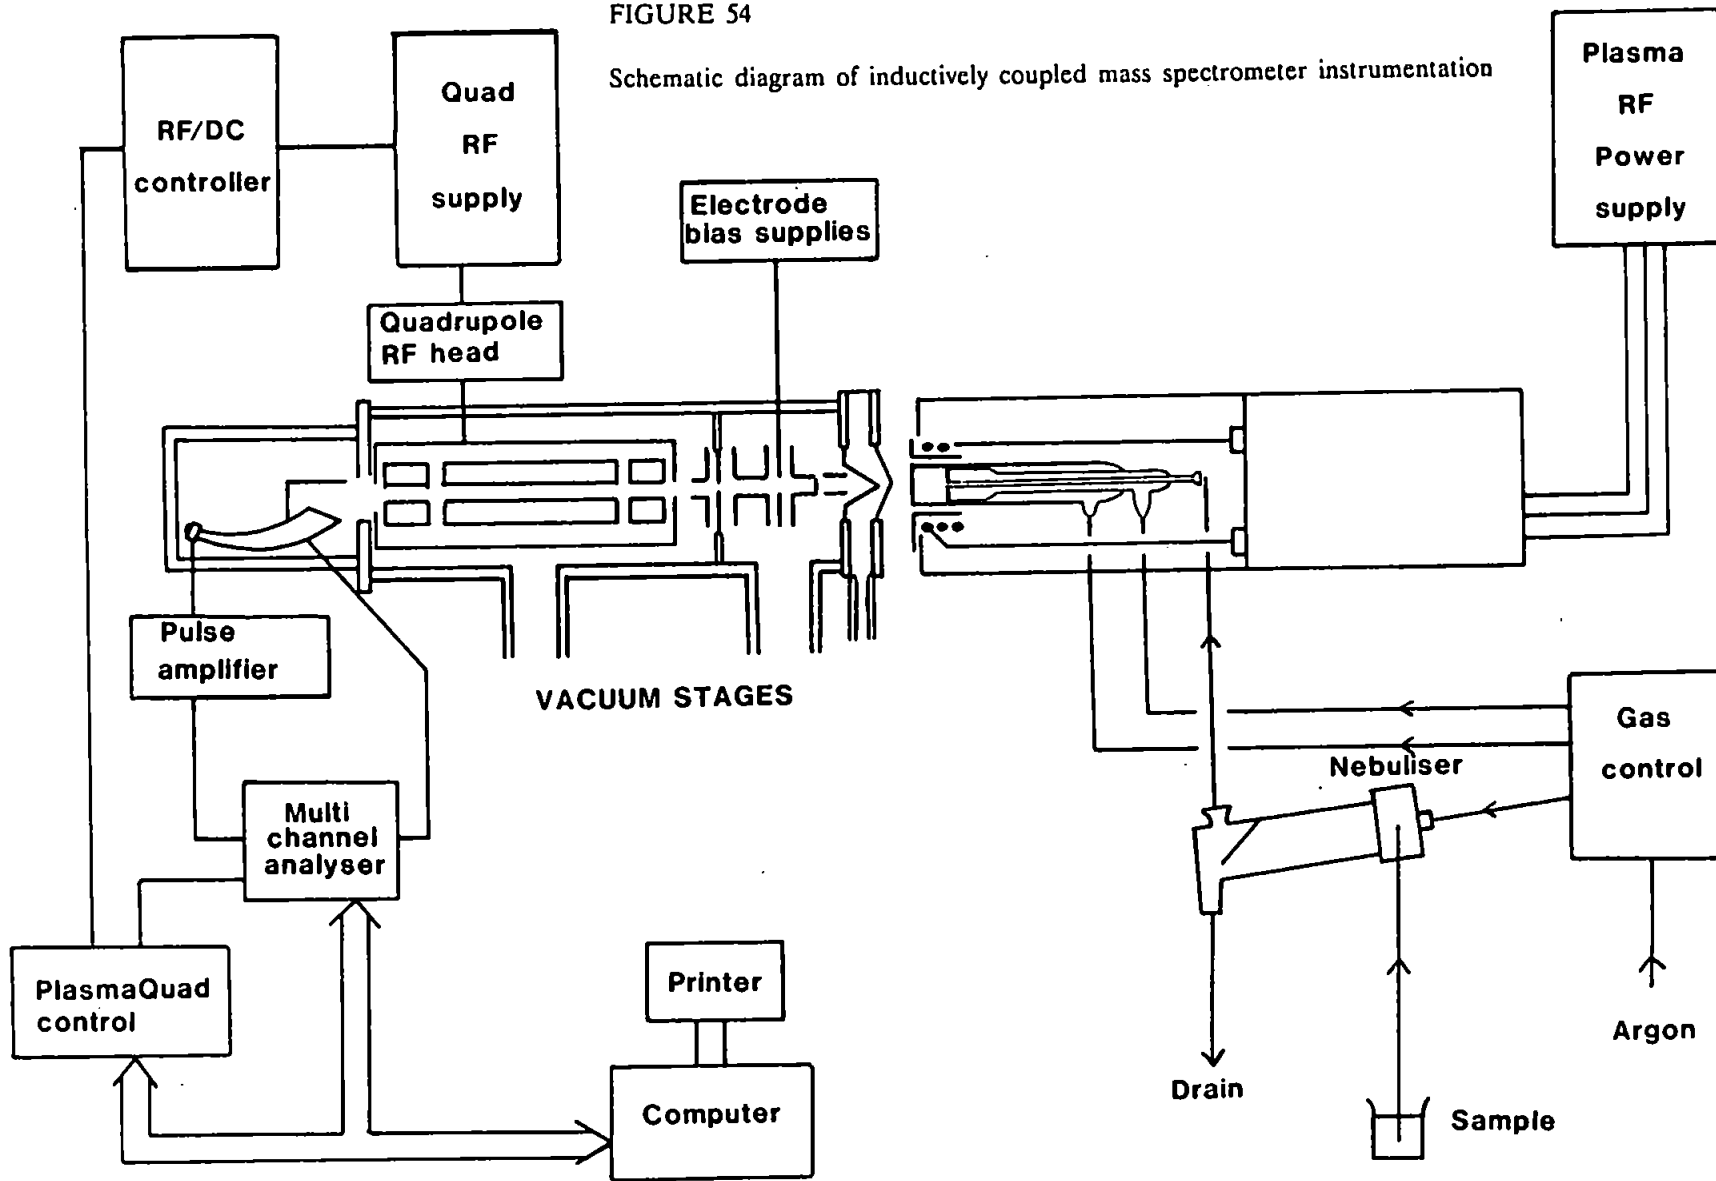 FIGURE 54
Schematic diagram of inductively coupled mass spectrometer instrumentation
RF/DC
controller
Quad
RF
supply
Electrode
bias supplies
Plasma
RF
Power
supply
Quadrupole
RF head
Pulse
amplifier
VACUUM STAGES
Gas
control
Nebuliser
Multi
channel
analyser
PlasmaQuad
control
Printer
Computer
Argon
Drain
Sample